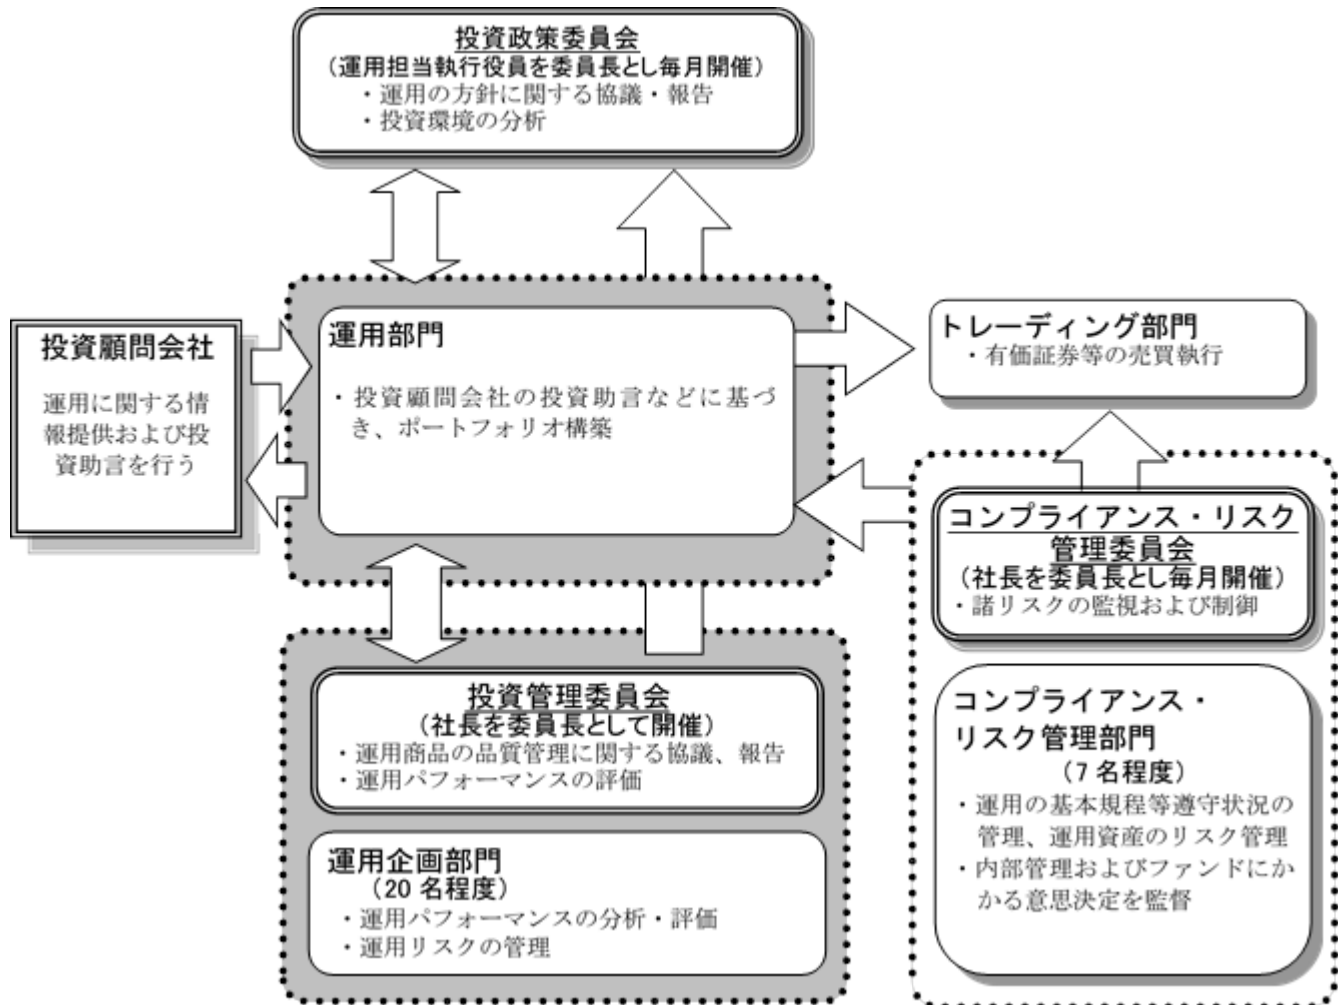 投資政策委員会
（運用担当執行役員を委員長とし毎月開催）
・運用の方針に関する協議・報告
・投資環境の分析
投資顧問会社
運用に関する情
報提供および投
資助言を行う
運用部門
・投資顧問会社の投資助言などに基づ
き、ポートフォリオ構築
トレーディング部門
・有価証券等の売買執行
コンプライアンス・リスク
管理委員会
（社長を委員長とし毎月開催）
・諸リスクの監視および制御
コンプライアンス・
リスク管理部門
（7 名程度）
・運用の基本規程等遵守状況の
管理、運用資産のリスク管理
・内部管理およびファンドにか
かる意思決定を監督
投資管理委員会
（社長を委員長として開催）
・運用商品の品質管理に関する協議、報告
・運用パフォーマンスの評価
運用企画部門
（20 名程度）
・運用パフォーマンスの分析・評価
・運用リスクの管理